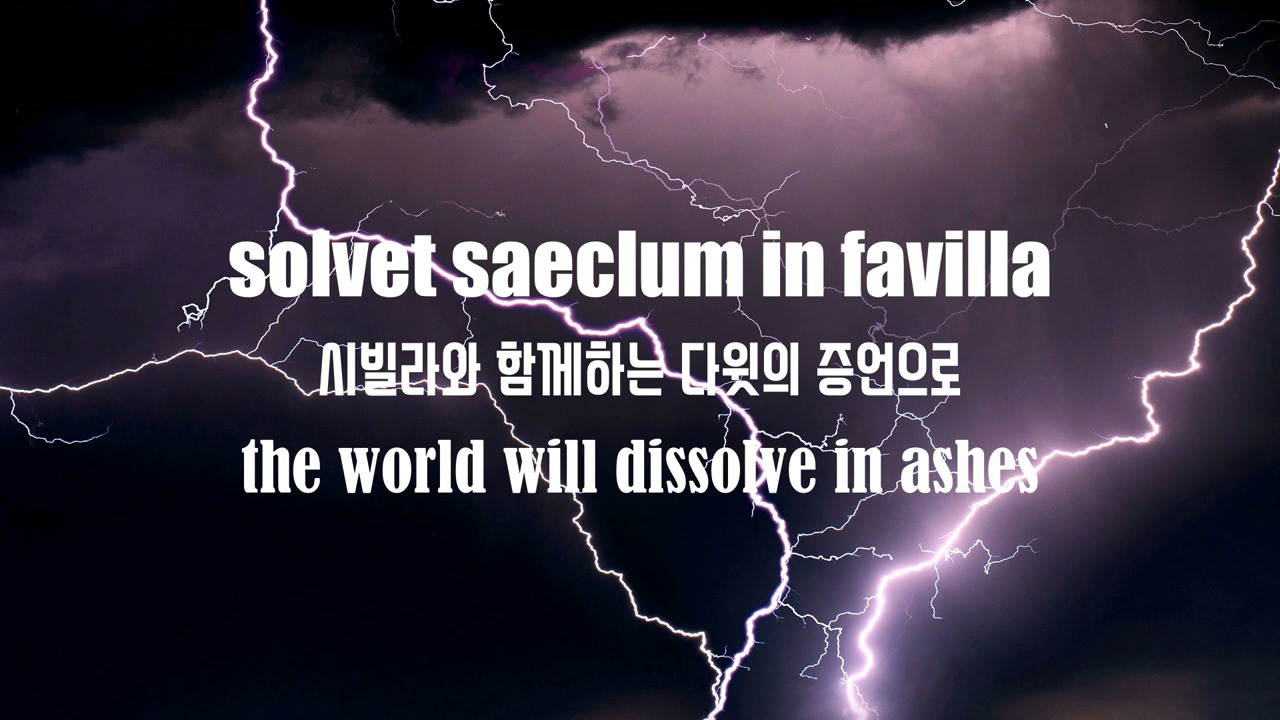 solvet saeclum in favilla
시빌라와 함께하는 다윗의 증언으로
the world will dissolve in ashes